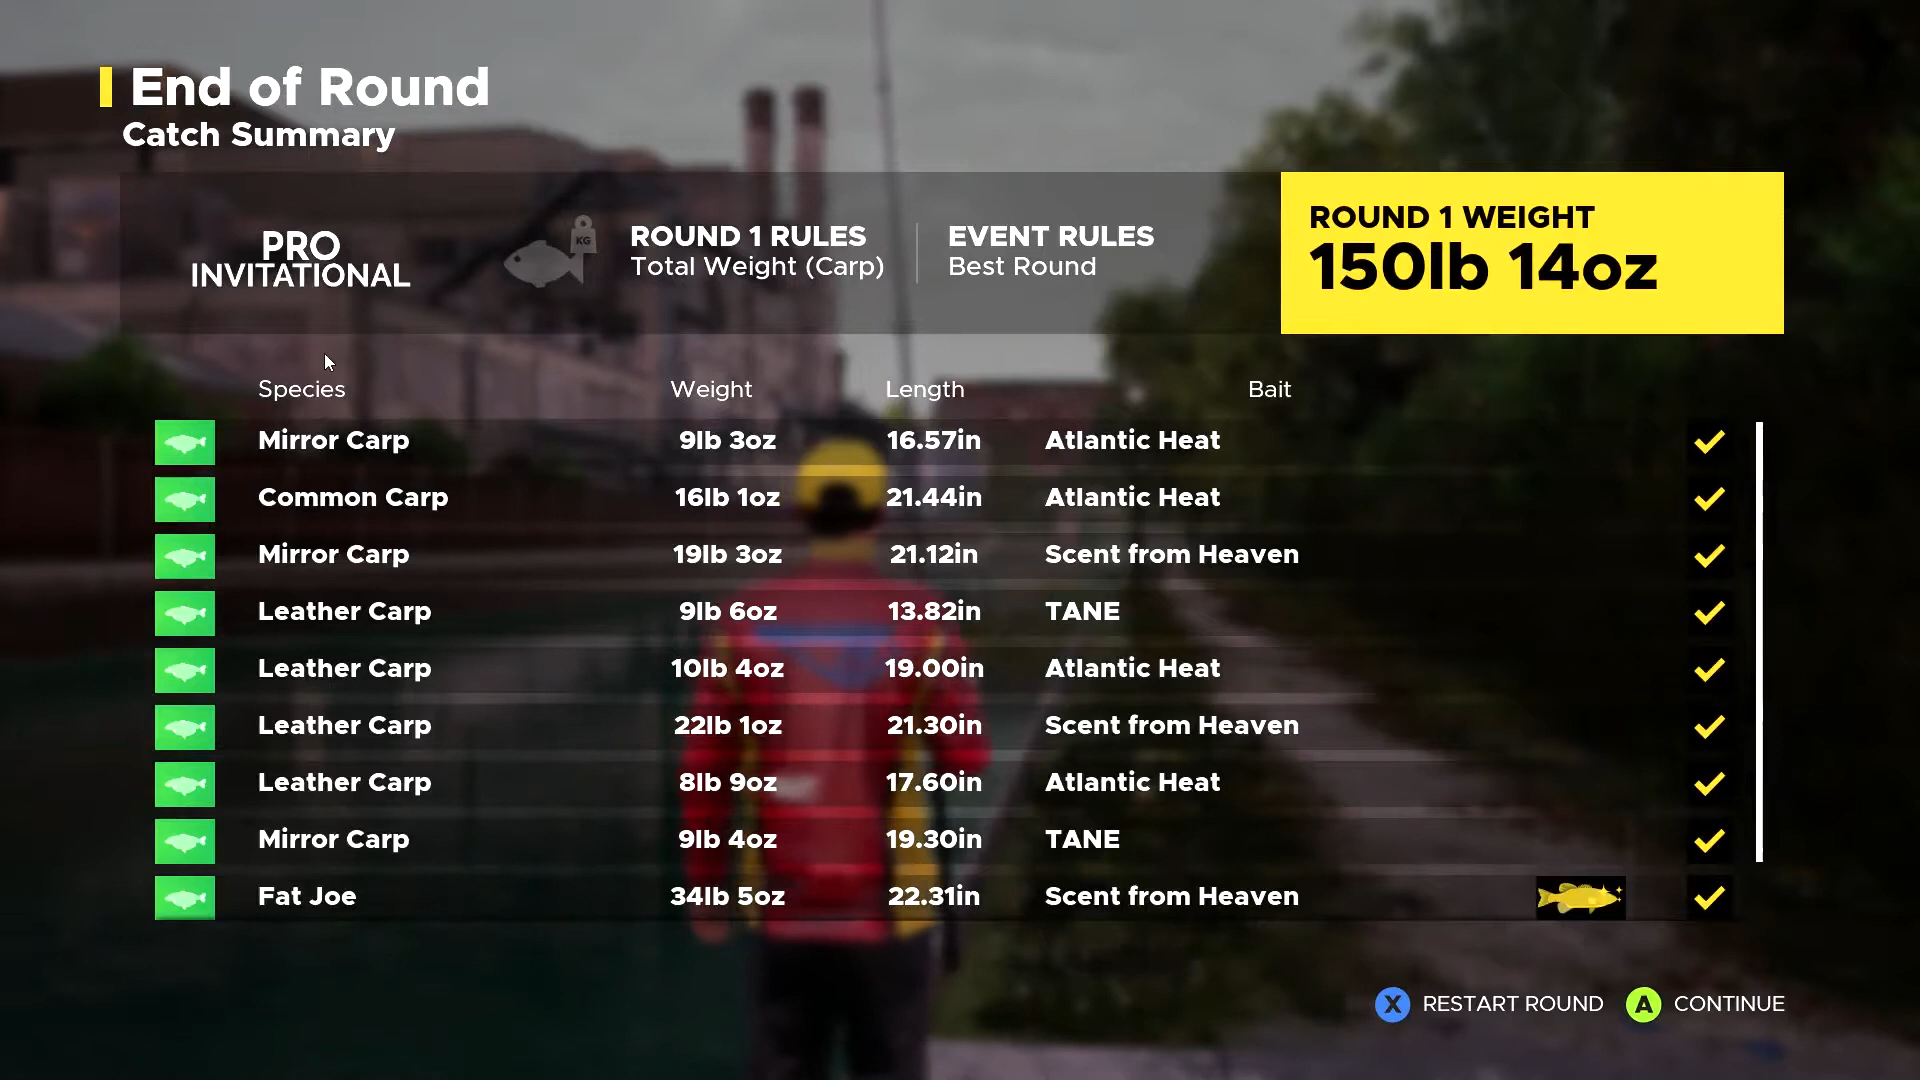 End of Round
Catch Summary
PRO
INVITATIONAL
KG
ROUND 1 RULES
Total Weight (Carp)
EVENT RULES
Best Round
ROUND 1 WEIGHT
150lb 14oz
Species Weight Length Bait
Mirror Carp 9lb 3oz 16.57in Atlantic Heat
Common Carp 16lb 1oz 21.44in Atlantic Heat
Mirror Carp 19lb 3oz 21.12in Scent from Heaven
Leather Carp 9lb 6oz 13.82in TANE
Leather Carp 10lb 4oz 19.00in Atlantic Heat
Leather Carp 22lb 1oz 21.30in Scent from Heaven
Leather Carp 8lb 9oz 17.60in Atlantic Heat
Mirror Carp 9lb 4oz 19.30in TANE
Fat Joe 34lb 5oz 22.31in Scent from Heaven
X RESTART ROUND A CONTINUE